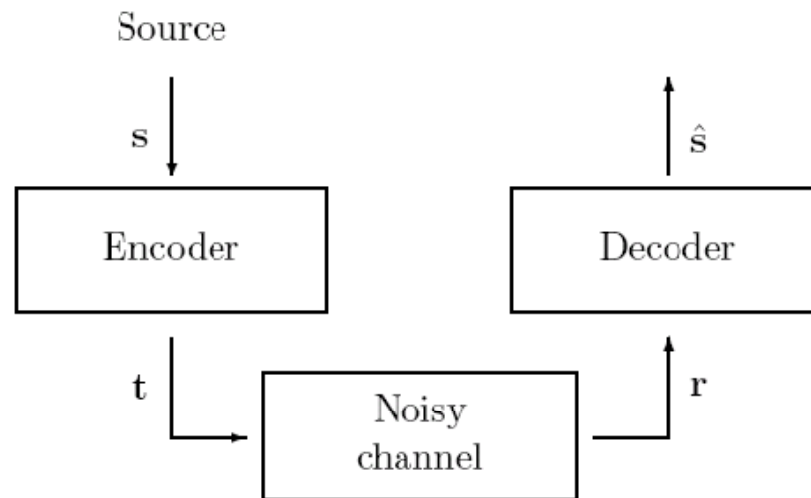 Source
s
ŝ
Encoder
Decoder
t
r
Noisy
channel